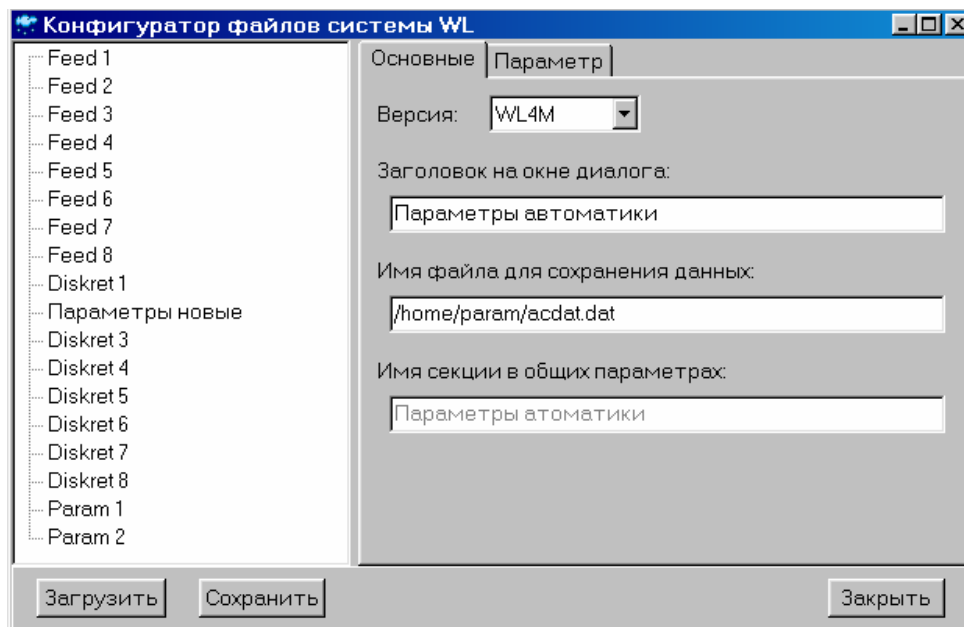 Конфигуратор файлов системы WL
Feed 1
Feed 2
Feed 3
Feed 4
Feed 5
Feed 6
Feed 7
Feed 8
Diskret 1
Параметры новые
Diskret 3
Diskret 4
Diskret 5
Diskret 6
Diskret 7
Diskret 8
Param 1
Param 2
Основные Параметр
Версия: WL4M
Заголовок на окне диалога:
Параметры автоматики
Имя файла для сохранения данных:
/home/param/acdat.dat
Имя секции в общих параметрах:
Параметры атоматики
Загрузить Сохранить Закрыть